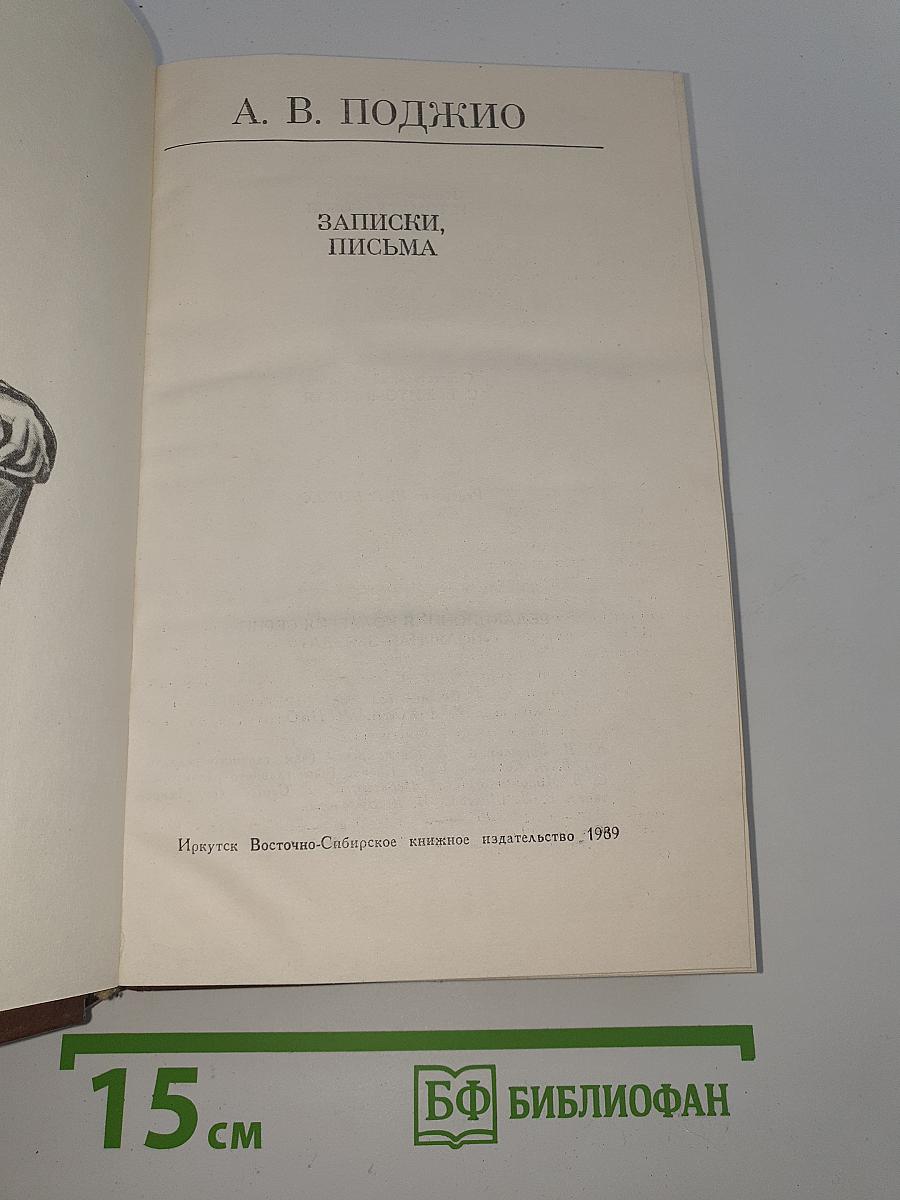 А. В. ПОДЖИО
ЗАПИСКИ,
ПИСЬМА
Иркутск Восточно-Сибирское книжное издательство 1989
15 см
БФ БИБЛИОФАН